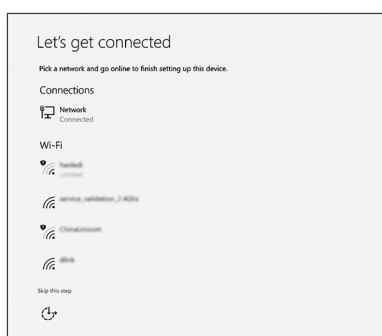 Let's get connected
Pick a network and go online to finish setting up this device.
Connections
Network
Connected
Wi-Fi
Limited
service_validation_2.4Ghz
ChinaUnicom
dlink
Skip this step